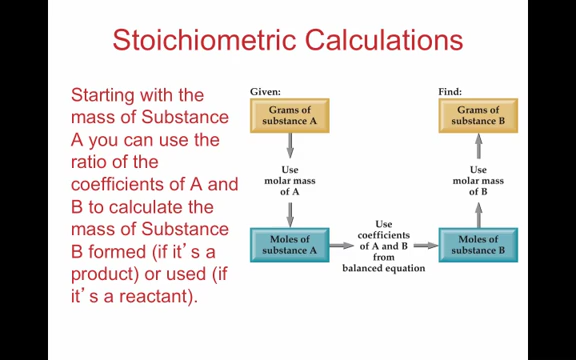 Stoichiometric Calculations
Starting with the
mass of Substance
A you can use the
ratio of the
coefficients of A and
B to calculate the
mass of Substance
B formed (if it's a
product) or used (if
it's a reactant).
Given:
Grams of
substance A
Use
molar mass
of A
Moles of
substance A
Use
coefficients
of A and B
from
balanced equation
Find:
Grams of
substance B
Use
molar mass
of B
Moles of
substance B